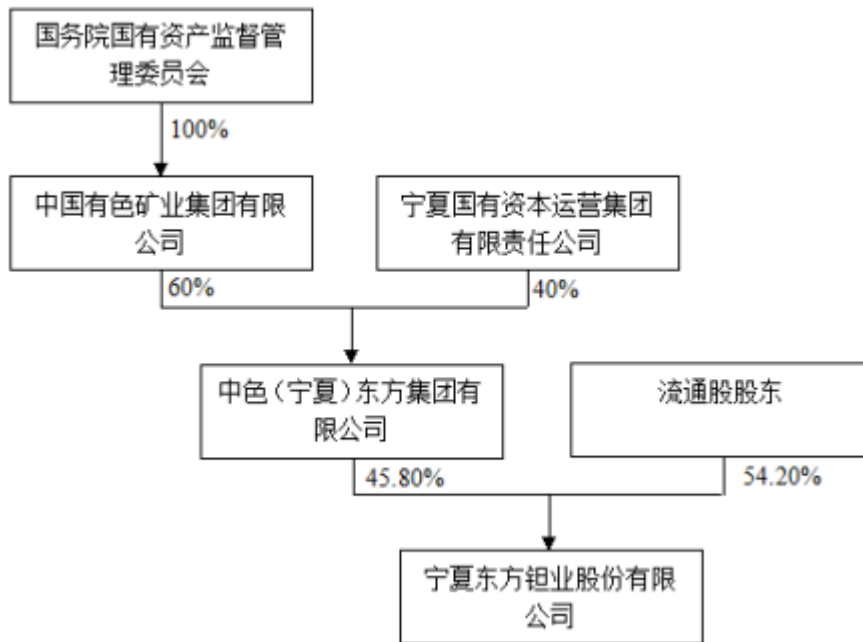 国务院国有资产监督管
理委员会
100%
中国有色矿业集团有限
公司
宁夏国有资本运营集团
有限责任公司
60%
40%
中色（宁夏）东方集团有
限公司
流通股股东
45.80%
54.20%
宁夏东方钽业股份有限
公司